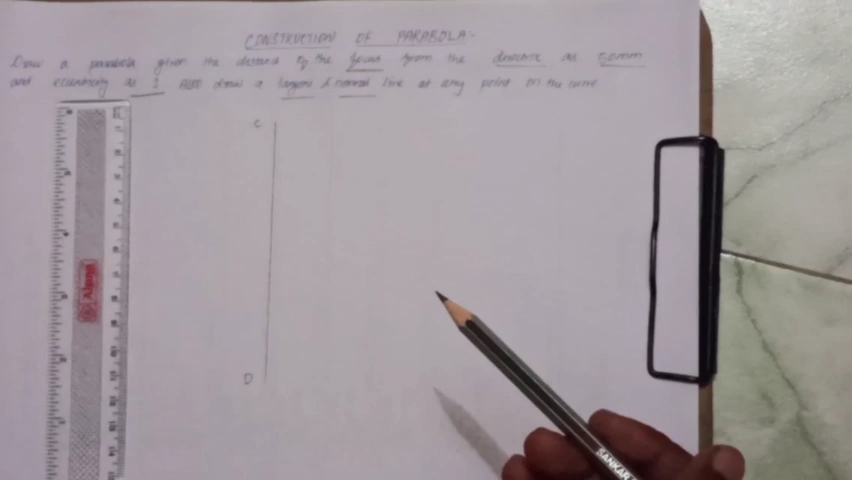 CONSTRUCTION OF PARABOLA:-
Draw a parabola given the distance of the focus from the directrix as 50mm
and eccentricity as 1 Also draw a tangent & normal line at any point on the curve
C
D
SANKAR